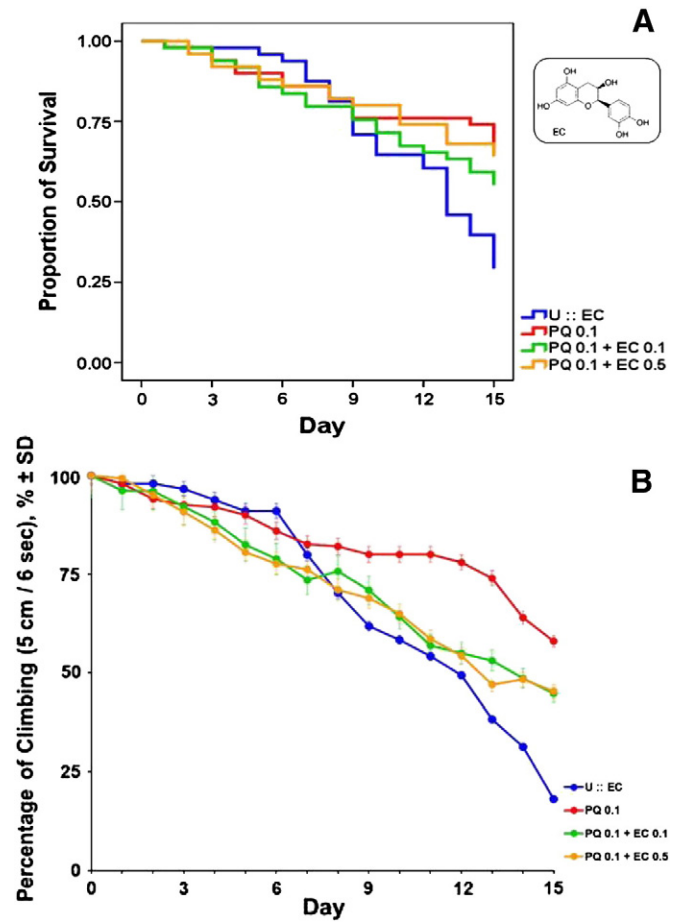 A
1.00
0.75
0.50
0.25
0.00
Proportion of Survival
0 3 6 9 12 15
Day
OH
OH
HO
O
OH
OH
EC
U :: EC
PQ 0.1
PQ 0.1 + EC 0.1
PQ 0.1 + EC 0.5
B
Percentage of Climbing (5 cm / 6 sec), % ± SD
100
75
50
25
0
0 3 6 9 12 15
Day
U :: EC
PQ 0.1
PQ 0.1 + EC 0.1
PQ 0.1 + EC 0.5